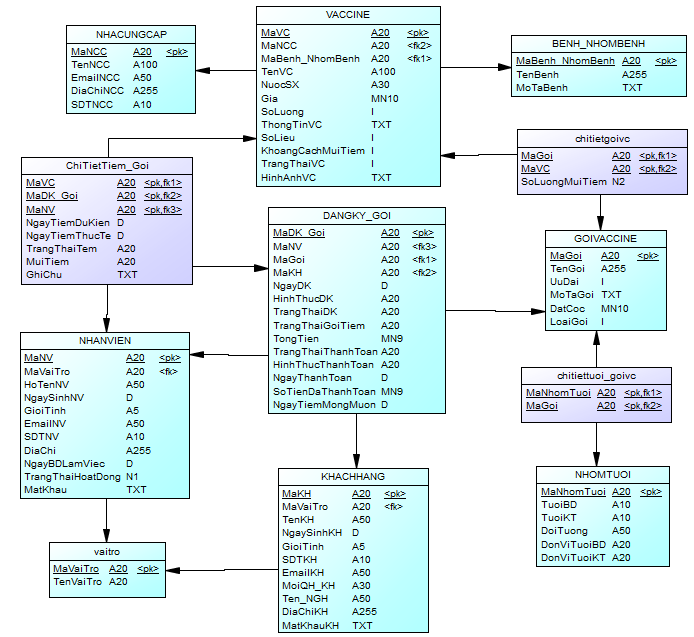 NHACUNGCAP
MaNCC A20 <pk>
TenNCC A100
EmailNCC A50
DiaChiNCC A255
SDTNCC A10
VACCINE
MaVC A20 <pk>
MaNCC A20 <fk2>
MaBenh_NhomBenh A20 <fk1>
TenVC A100
NuocSX A30
Gia MN10
SoLuong I
ThongTinVC TXT
SoLieu I
KhoangCachMuiTiem I
TrangThaiVC I
HinhAnhVC TXT
BENH_NHOMBENH
MaBenh_NhomBenh A20 <pk>
TenBenh A255
MoTaBenh TXT
chitietgoivc
MaGoi A20 <pk,fk1>
MaVC A20 <pk,fk2>
SoLuongMuiTiem N2
ChiTietTiem_Goi
MaVC A20 <pk,fk1>
MaDK_Goi A20 <pk,fk2>
MaNV A20 <pk,fk3>
NgayTiemDuKien D
NgayTiemThucTe D
TrangThaiTem A20
MuiTiem A20
GhiChu TXT
DANGKY_GOI
MaDK_Goi A20 <pk>
MaNV A20 <fk3>
MaGoi A20 <fk1>
MaKH A20 <fk2>
NgayDK D
HinhThucDK A20
TrangThaiDK A20
TrangThaiGoiTiem A20
TongTien MN9
TrangThaiThanhToan A20
HinhThucThanhToan A20
NgayThanhToan D
SoTienDaThanhToan MN9
NgayTiemMongMuon D
GOIVACCINE
MaGoi A20 <pk>
TenGoi A255
UuDai I
MoTaGoi TXT
DatCoc MN10
LoaiGoi I
NHANVIEN
MaNV A20 <pk>
MaVaiTro A20 <fk>
HoTenNV A50
NgaySinhNV D
GioiTinh A5
EmailNV A50
SDTNV A10
DiaChi A255
NgayBDLamViec D
TrangThaiHoatDong N1
MatKhau TXT
chitiettuoi_goivc
MaNhomTuoi A20 <pk,fk1>
MaGoi A20 <pk,fk2>
KHACHHANG
MaKH A20 <pk>
MaVaiTro A20 <fk>
TenKH A50
NgaySinhKH D
GioiTinh A5
SDTKH A10
EmailKH A50
MoiQH_KH A30
Ten_NGH A50
DiaChiKH A255
MatKhauKH TXT
NHOMTUOI
MaNhomTuoi A20 <pk>
TuoiBD A10
TuoiKT A10
DoiTuong A50
DonViTuoiBD A20
DonViTuoiKT A20
vaitro
MaVaiTro A20 <pk>
TenVaiTro A20